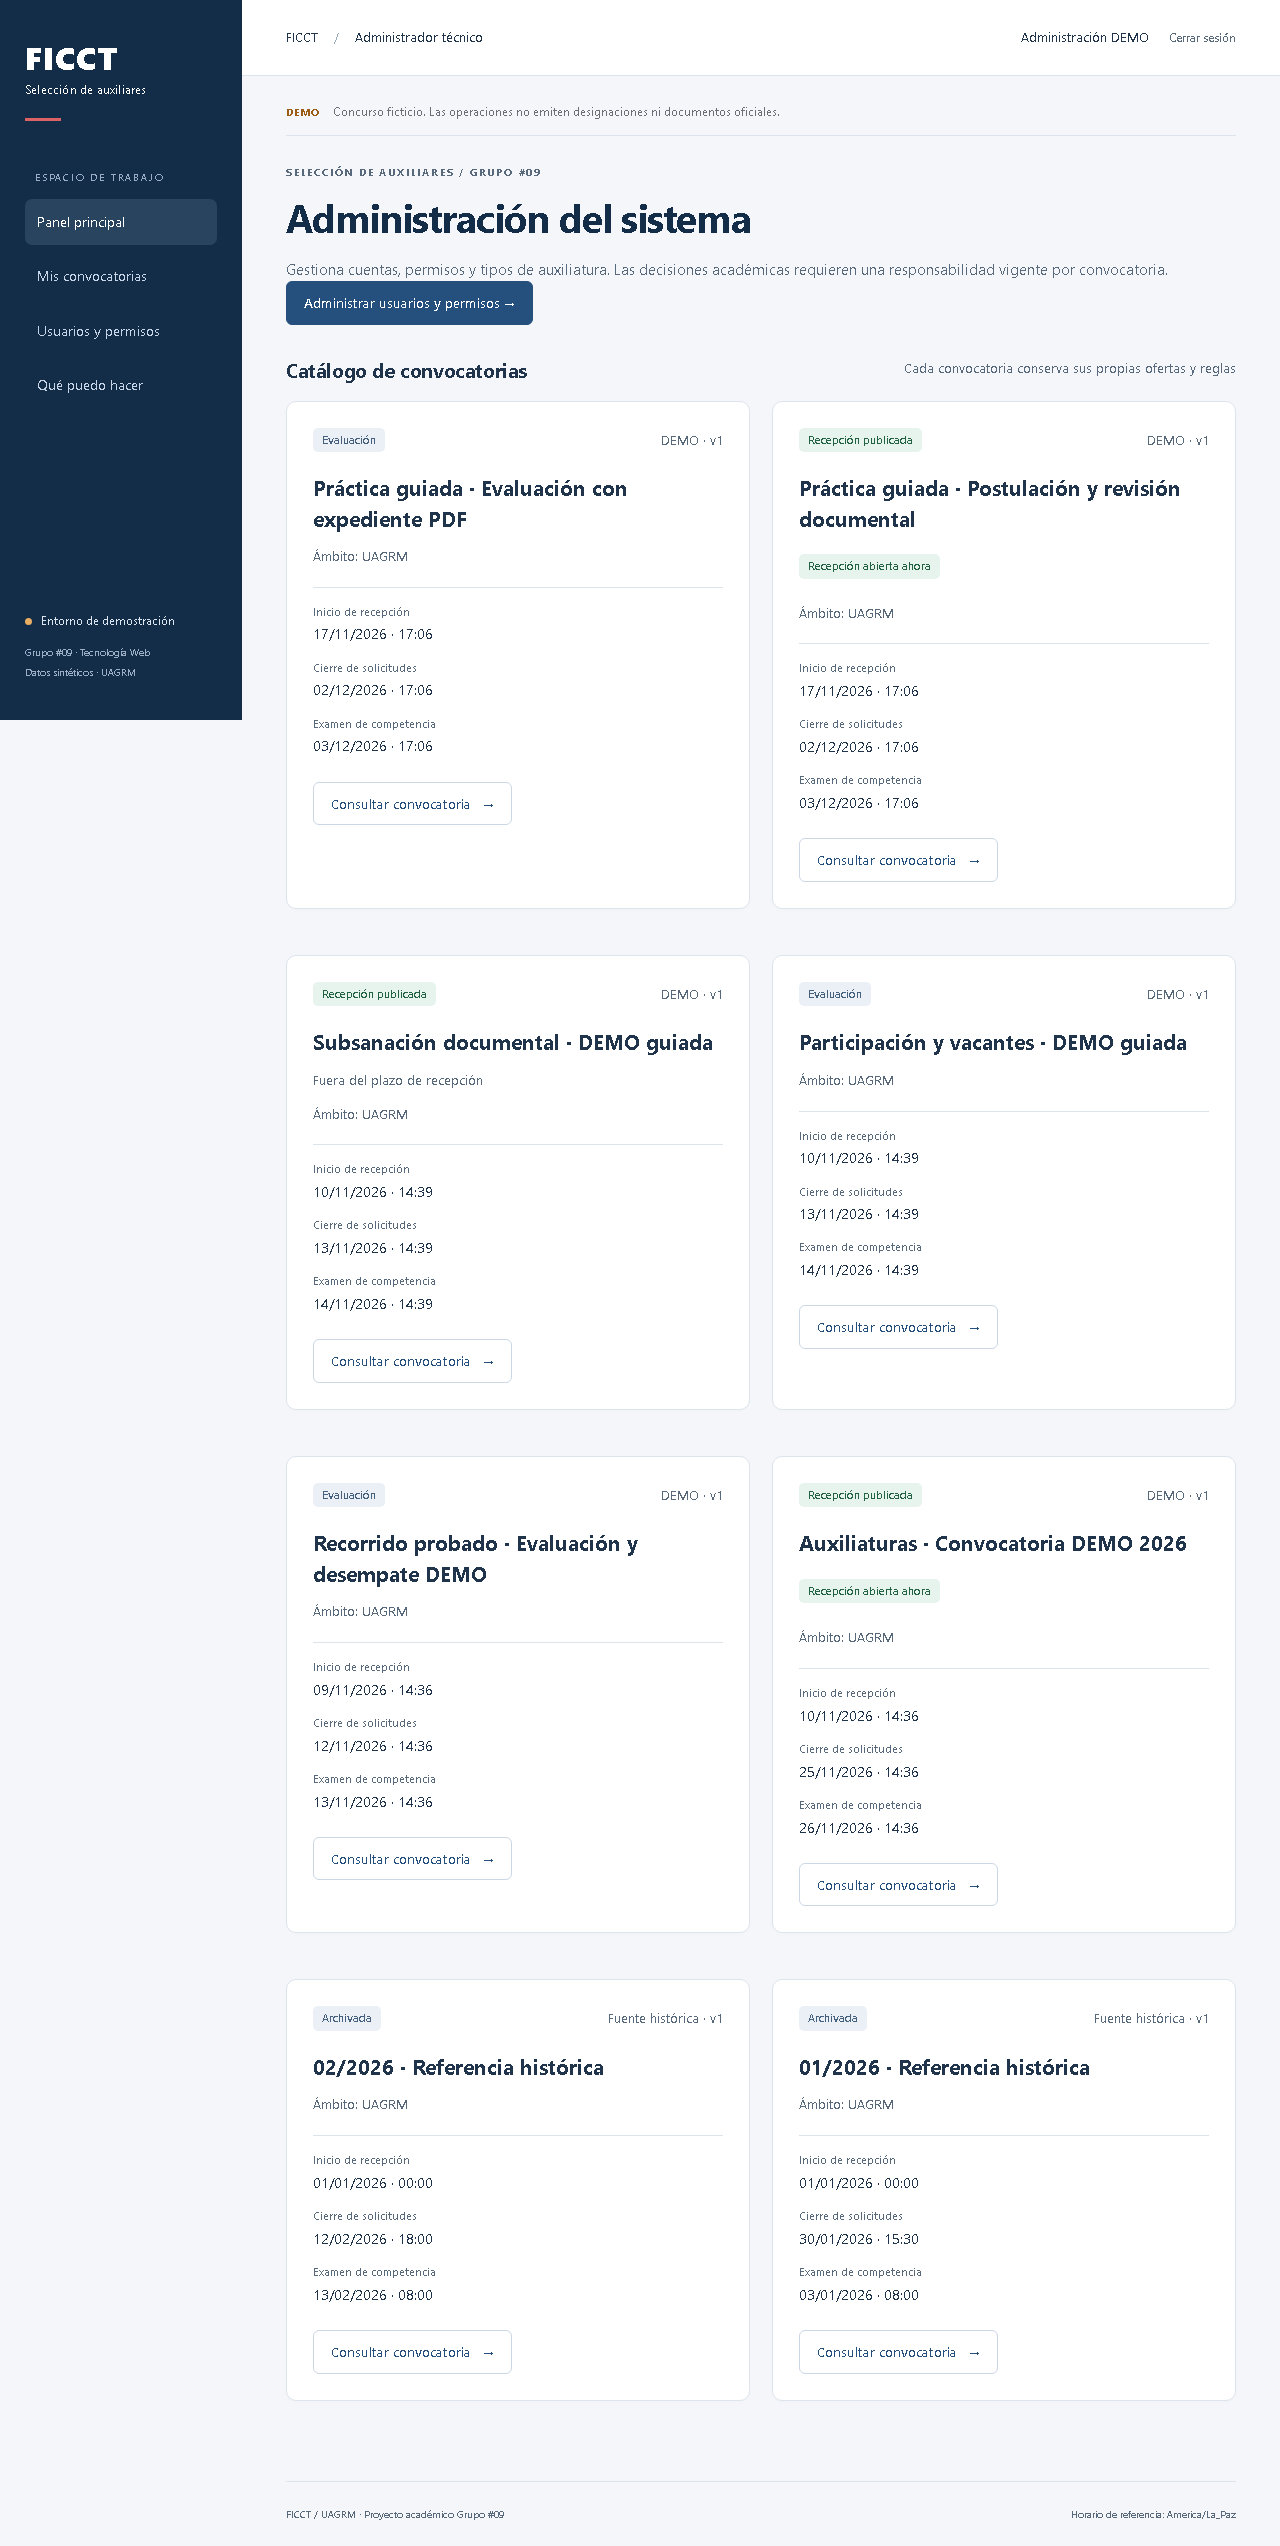 FICCT
Selección de auxiliares
ESPACIO DE TRABAJO
Panel principal
Mis convocatorias
Usuarios y permisos
Qué puedo hacer
Entorno de demostración
Grupo #09 · Tecnología Web
Datos sintéticos · UAGRM
FICCT / Administrador técnico
Administración DEMO Cerrar sesión
DEMO Concurso ficticio. Las operaciones no emiten designaciones ni documentos oficiales.
SELECCIÓN DE AUXILIARES / GRUPO #09
Administración del sistema
Gestiona cuentas, permisos y tipos de auxiliatura. Las decisiones académicas requieren una responsabilidad vigente por convocatoria.
Administrar usuarios y permisos →
Catálogo de convocatorias
Cada convocatoria conserva sus propias ofertas y reglas
Evaluación DEMO · v1
Práctica guiada · Evaluación con
expediente PDF
Ámbito: UAGRM
Inicio de recepción
17/11/2026 · 17:06
Cierre de solicitudes
02/12/2026 · 17:06
Examen de competencia
03/12/2026 · 17:06
Consultar convocatoria →
Recepción publicada DEMO · v1
Práctica guiada · Postulación y revisión
documental
Recepción abierta ahora
Ámbito: UAGRM
Inicio de recepción
17/11/2026 · 17:06
Cierre de solicitudes
02/12/2026 · 17:06
Examen de competencia
03/12/2026 · 17:06
Consultar convocatoria →
Recepción publicada DEMO · v1
Subsanación documental · DEMO guiada
Fuera del plazo de recepción
Ámbito: UAGRM
Inicio de recepción
10/11/2026 · 14:39
Cierre de solicitudes
13/11/2026 · 14:39
Examen de competencia
14/11/2026 · 14:39
Consultar convocatoria →
Evaluación DEMO · v1
Participación y vacantes · DEMO guiada
Ámbito: UAGRM
Inicio de recepción
10/11/2026 · 14:39
Cierre de solicitudes
13/11/2026 · 14:39
Examen de competencia
14/11/2026 · 14:39
Consultar convocatoria →
Evaluación DEMO · v1
Recorrido probado · Evaluación y
desempate DEMO
Ámbito: UAGRM
Inicio de recepción
09/11/2026 · 14:36
Cierre de solicitudes
12/11/2026 · 14:36
Examen de competencia
13/11/2026 · 14:36
Consultar convocatoria →
Recepción publicada DEMO · v1
Auxiliaturas · Convocatoria DEMO 2026
Recepción abierta ahora
Ámbito: UAGRM
Inicio de recepción
10/11/2026 · 14:36
Cierre de solicitudes
25/11/2026 · 14:36
Examen de competencia
26/11/2026 · 14:36
Consultar convocatoria →
Archivada Fuente histórica · v1
02/2026 · Referencia histórica
Ámbito: UAGRM
Inicio de recepción
01/01/2026 · 00:00
Cierre de solicitudes
12/02/2026 · 18:00
Examen de competencia
13/02/2026 · 08:00
Consultar convocatoria →
Archivada Fuente histórica · v1
01/2026 · Referencia histórica
Ámbito: UAGRM
Inicio de recepción
01/01/2026 · 00:00
Cierre de solicitudes
30/01/2026 · 15:30
Examen de competencia
03/01/2026 · 08:00
Consultar convocatoria →
FICCT / UAGRM · Proyecto académico Grupo #09
Horario de referencia: America/La_Paz